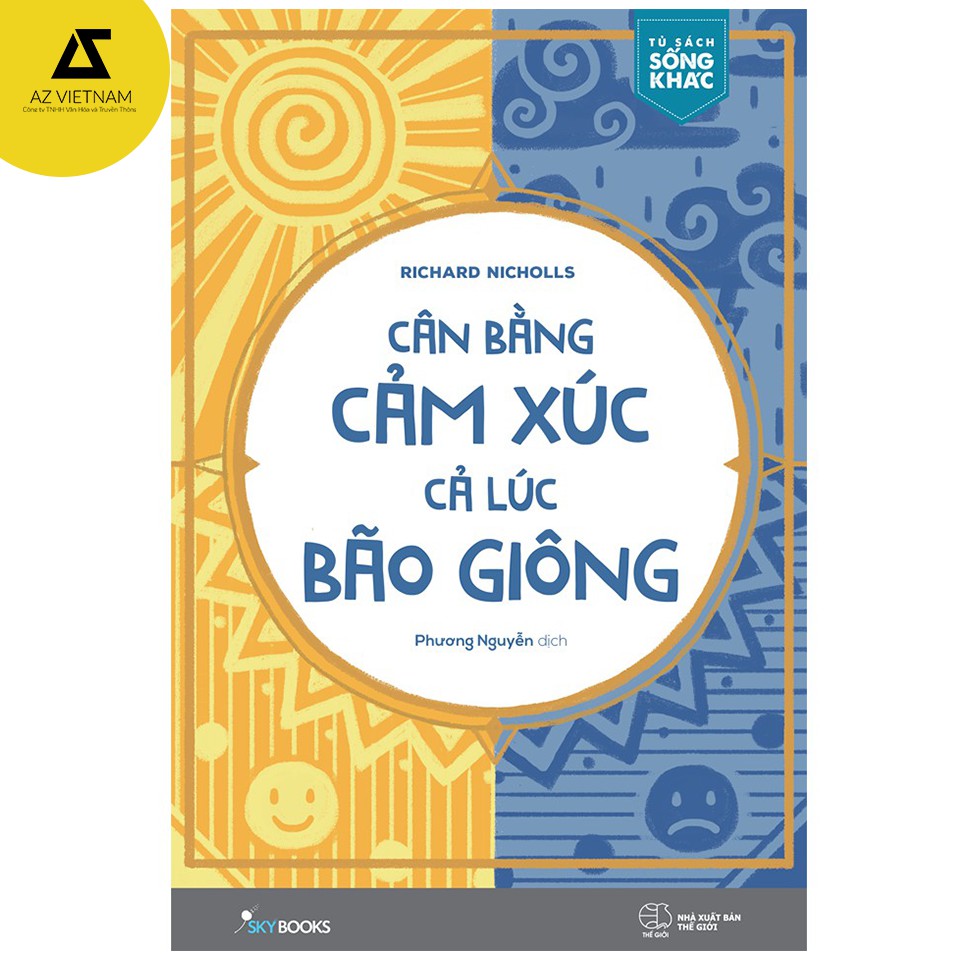 AZ VIETNAM
Công ty TNHH Văn Hóa và Truyền Thông
TỦ SÁCH
SỐNG
KHÁC
RICHARD NICHOLLS
CÂN BẰNG
CẢM XÚC
CẢ LÚC
BÃO GIÔNG
Phương Nguyễn dịch
SKYBOOKS
THẾ GIỚI
NHÀ XUẤT BẢN
THẾ GIỚI